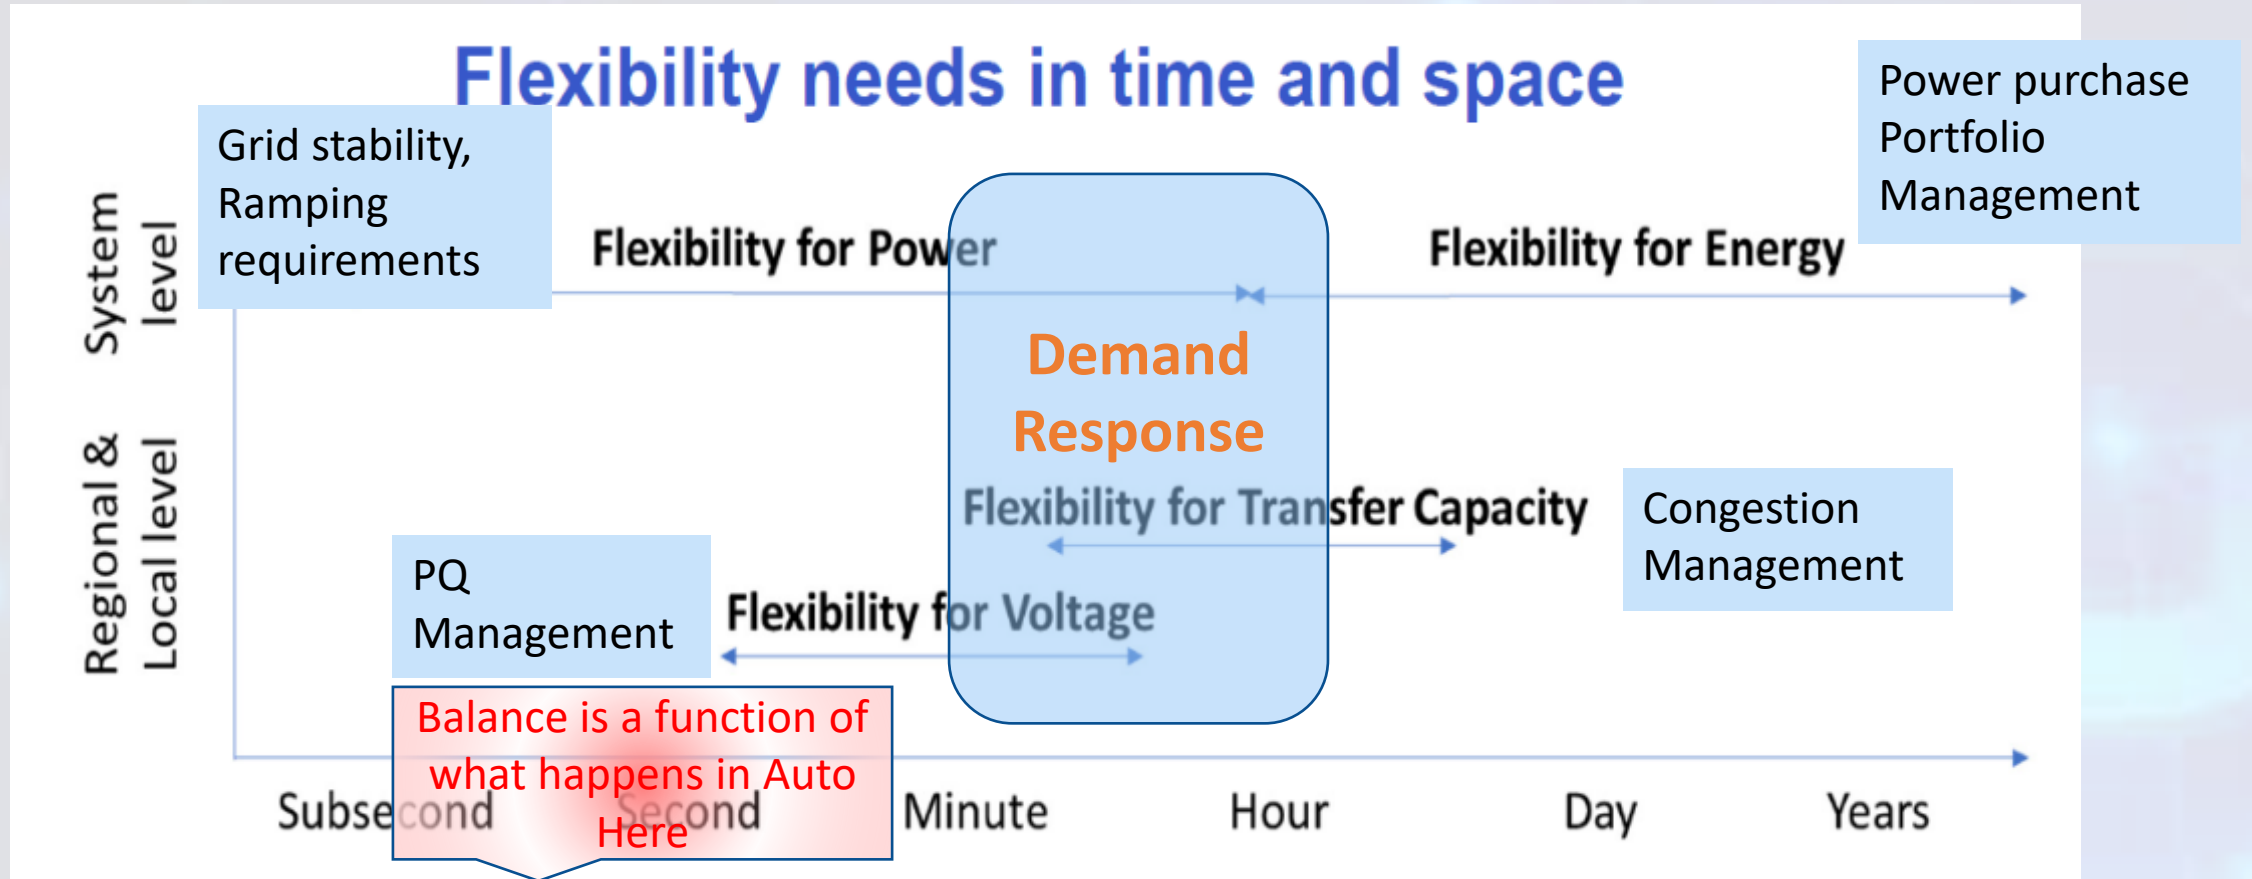 Flexibility needs in time and space
Power purchase
Portfolio
Management
Grid stability,
Ramping
requirements
System
level
Flexibility for Power
Flexibility for Energy
Demand
Response
Regional &
Local level
Flexibility for Transfer Capacity
Congestion
Management
PQ
Management
Flexibility for Voltage
Balance is a function of
what happens in Auto
Here
Subsecond
Second
Minute
Hour
Day
Years